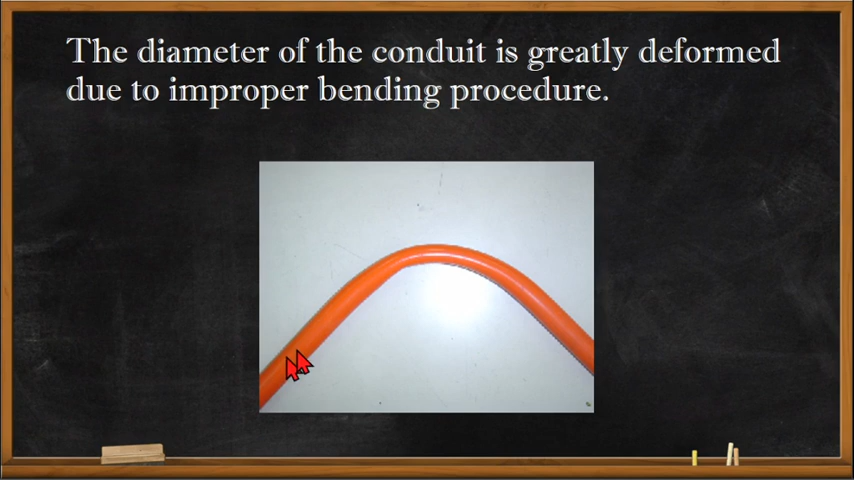 The diameter of the conduit is greatly deformed
due to improper bending procedure.